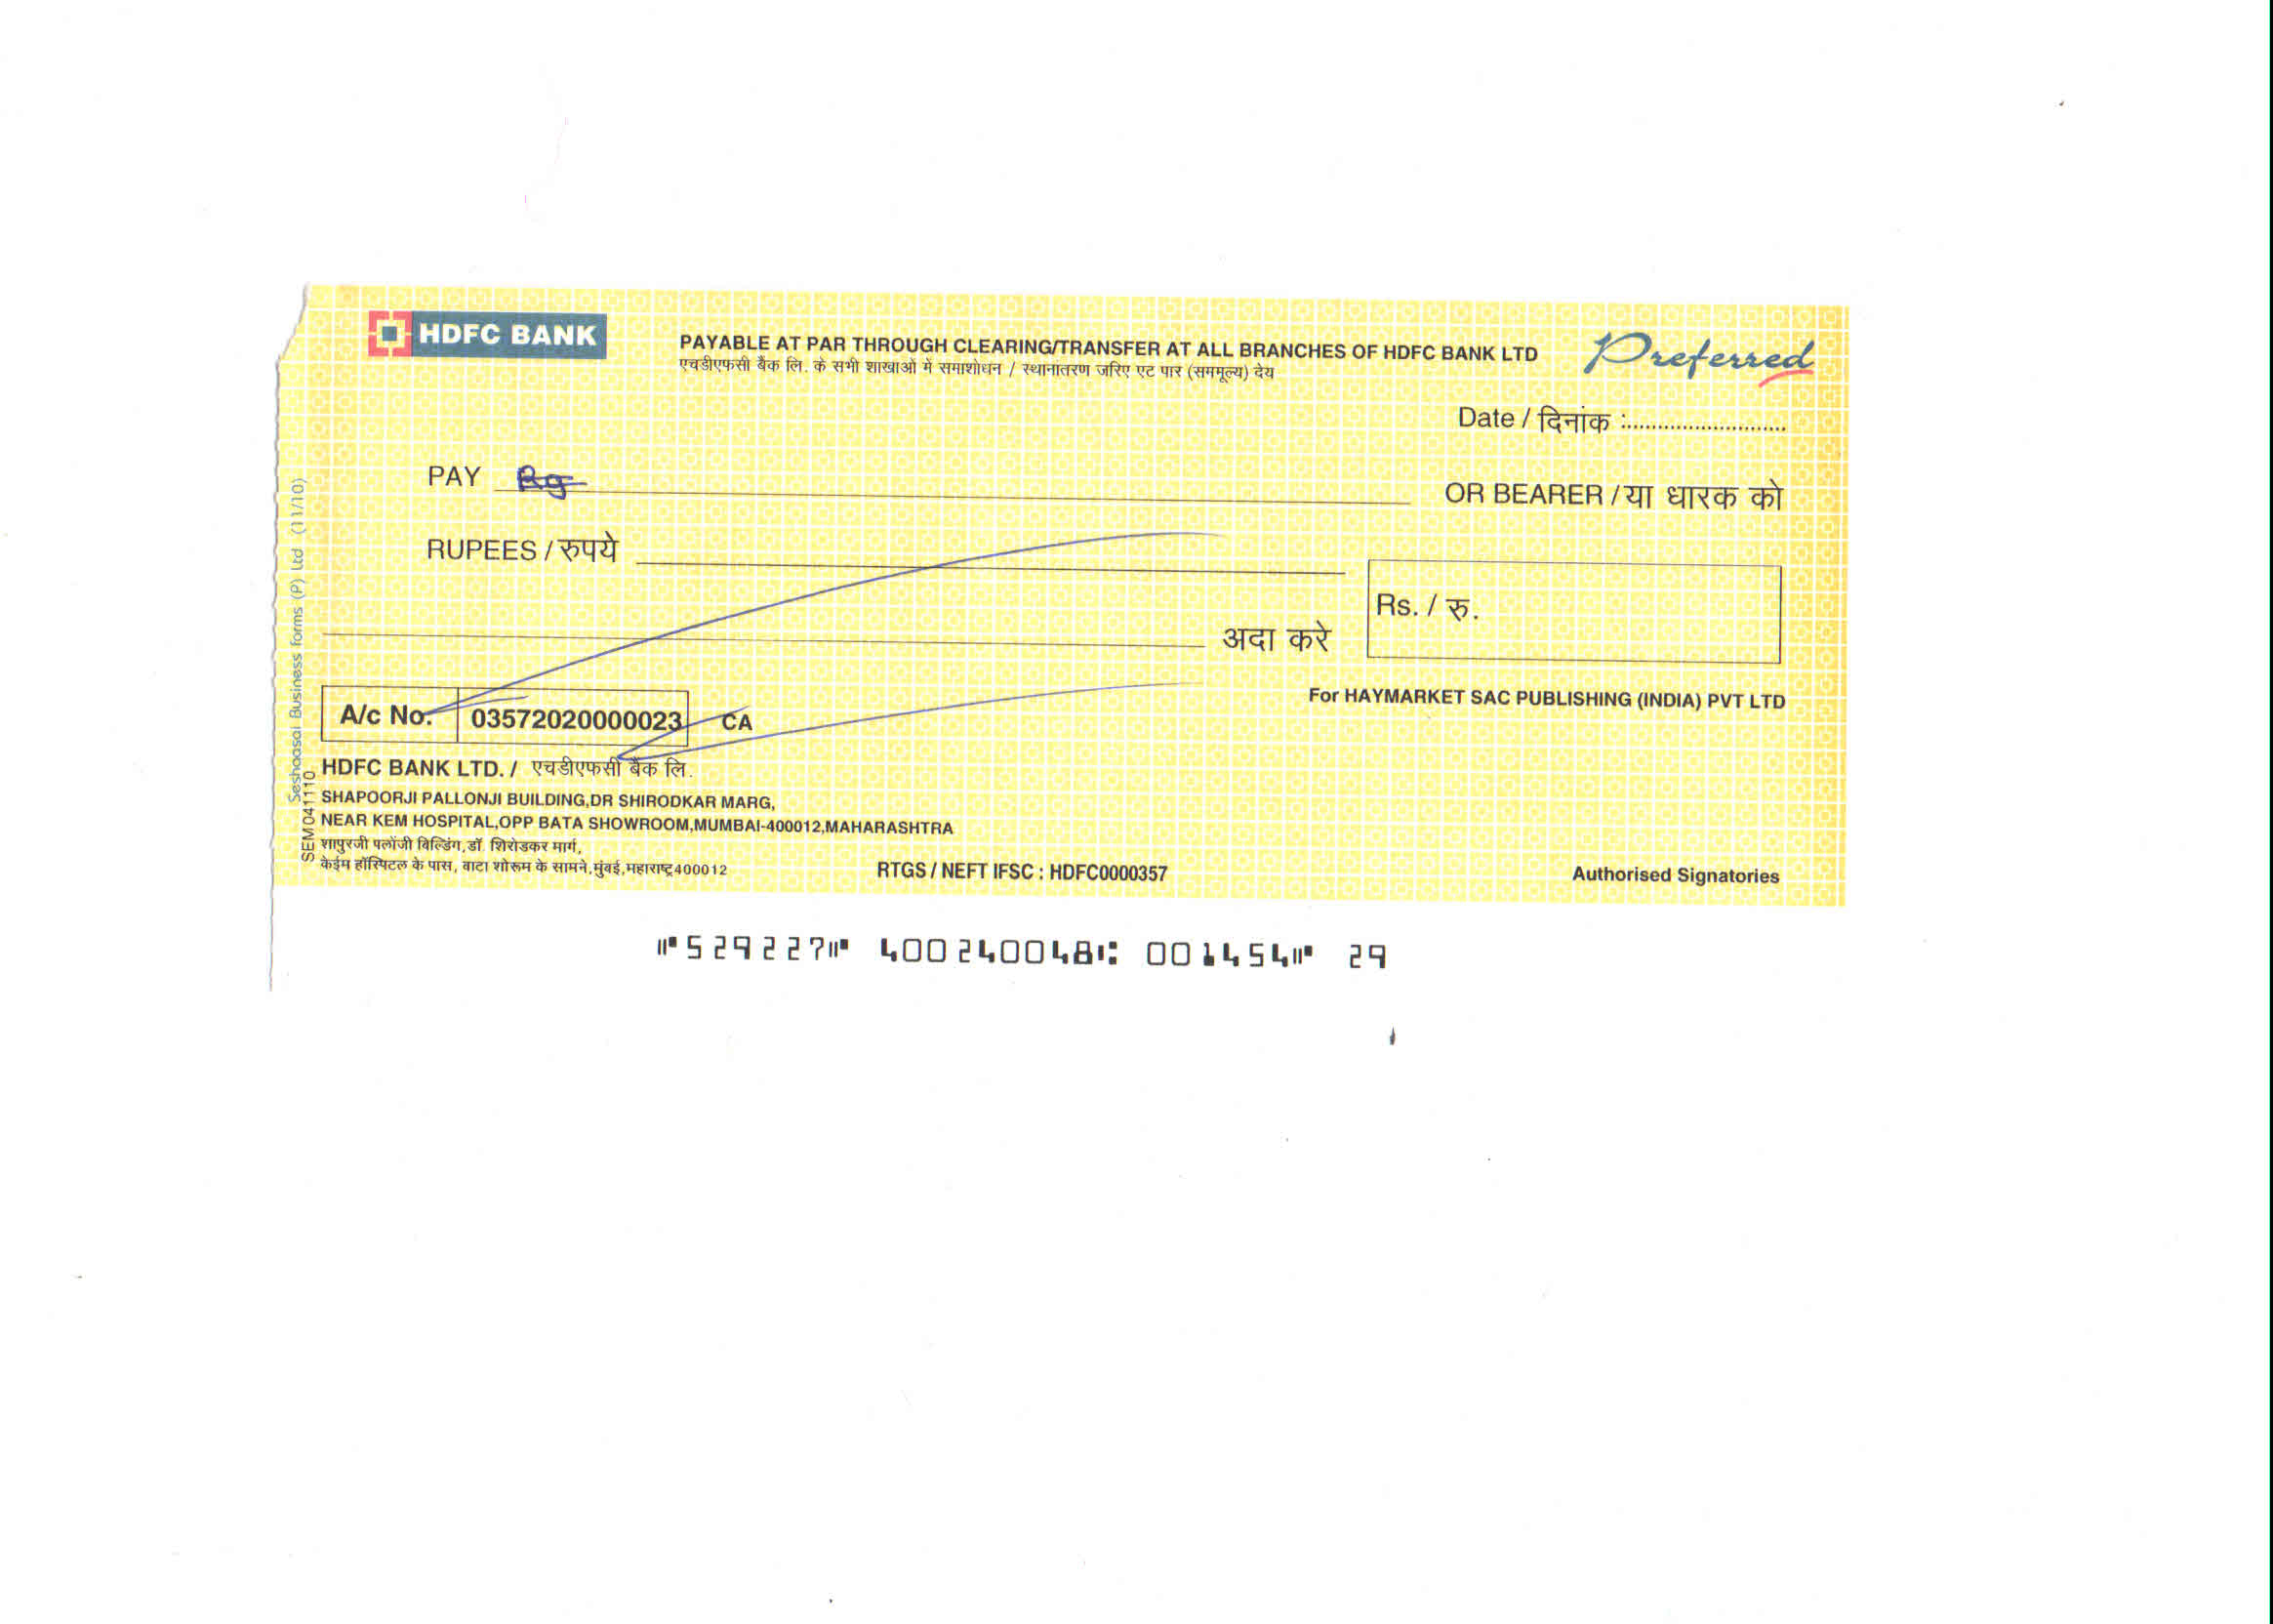 HDFC BANK
PAYABLE AT PAR THROUGH CLEARING/TRANSFER AT ALL BRANCHES OF HDFC BANK LTD
एचडीएफसी बैंक लि. के सभी शाखाओं में समाशोधन / स्थानांतरण जरिए एट पार (सममूल्य) देय
Preferred
Date / दिनांक :
PAY
OR BEARER / या धारक को
RUPEES / रुपये
अदा करे
Rs. / रु.
For HAYMARKET SAC PUBLISHING (INDIA) PVT LTD
A/c No. 03572020000023 CA
HDFC BANK LTD. / एचडीएफसी बैंक लि.
SHAPOORJI PALLONJI BUILDING,DR SHIRODKAR MARG,
NEAR KEM HOSPITAL,OPP BATA SHOWROOM,MUMBAI-400012,MAHARASHTRA
शापुरजी पलोंजी बिल्डिंग,डॉ. शिरोडकर मार्ग,
केईम हॉस्पिटल के पास, बाटा शोरूम के सामने,मुंबई,महाराष्ट्र400012
RTGS / NEFT IFSC : HDFC0000357
Authorised Signatories
Seshaasai Business forms (P) Ltd (11/10)
SEM041110
⑈529227⑈ 400240048⑆ 001454⑈ 29